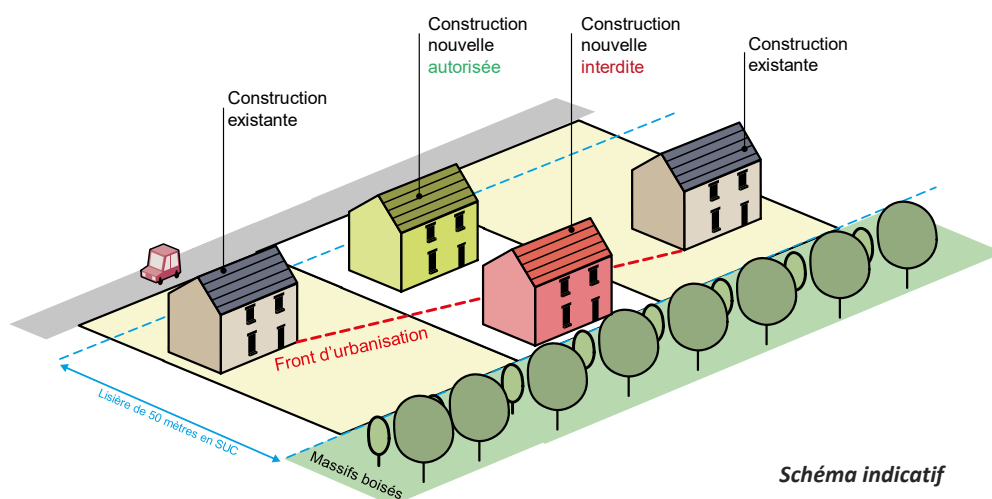 Construction
nouvelle
autorisée
Construction
nouvelle
interdite
Construction
existante
Construction
existante
Front d'urbanisation
Lisière de 50 mètres en SUC
Massifs boisés
Schéma indicatif